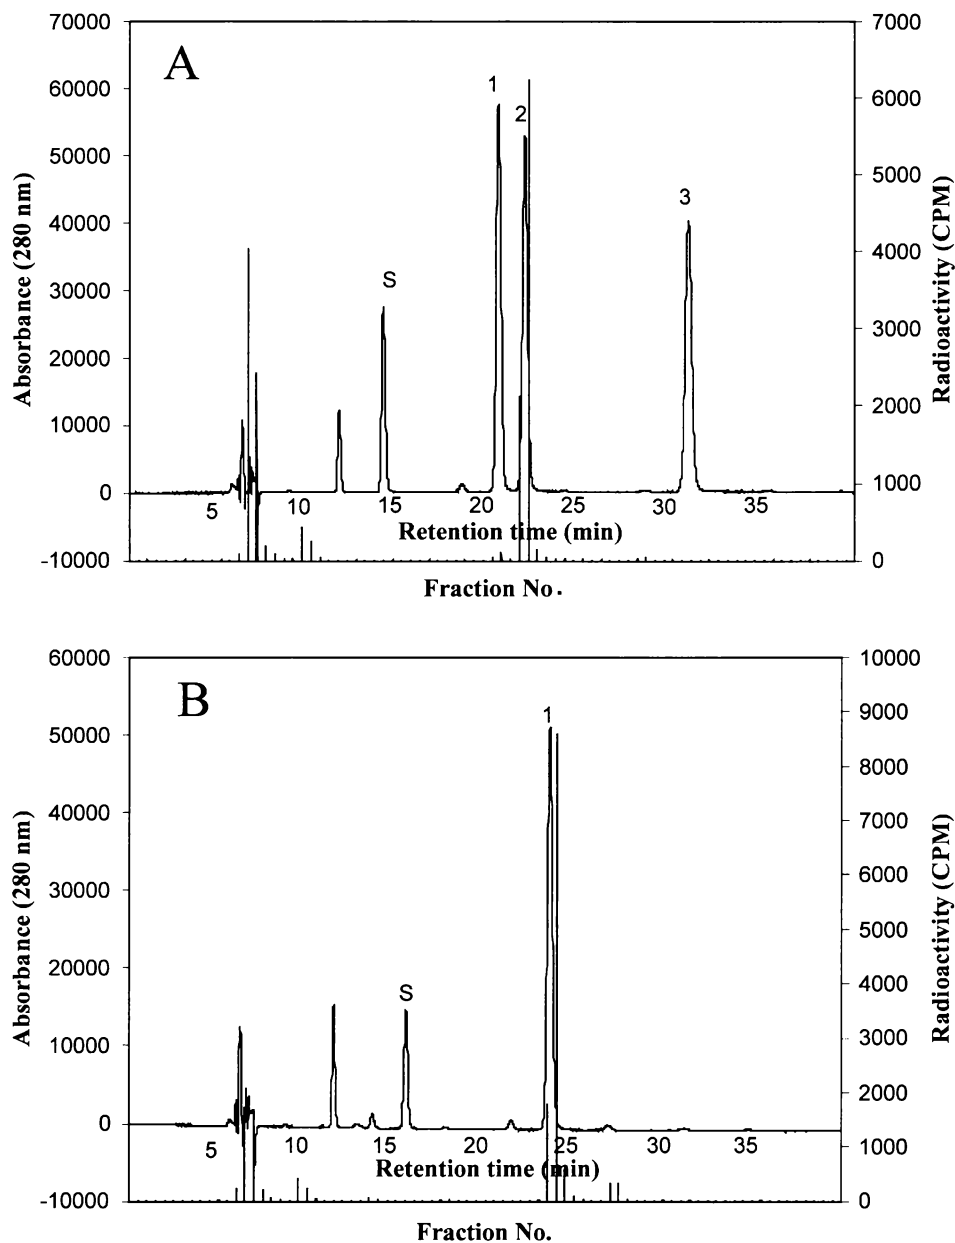 70000
7000
A
60000
6000
1
2
50000
5000
3
40000
4000
S
30000
3000
20000
2000
10000
1000
0
5 10 15 20 25 30 35
Retention time (min)
-10000
0
Fraction No.
Absorbance (280 nm)
Radioactivity (CPM)
60000
10000
B
1
9000
50000
8000
40000
7000
6000
30000
5000
20000
4000
S
3000
10000
2000
0
1000
5 10 15 20 25 30 35
Retention time (min)
-10000
0
Fraction No.
Absorbance (280 nm)
Radioactivity (CPM)